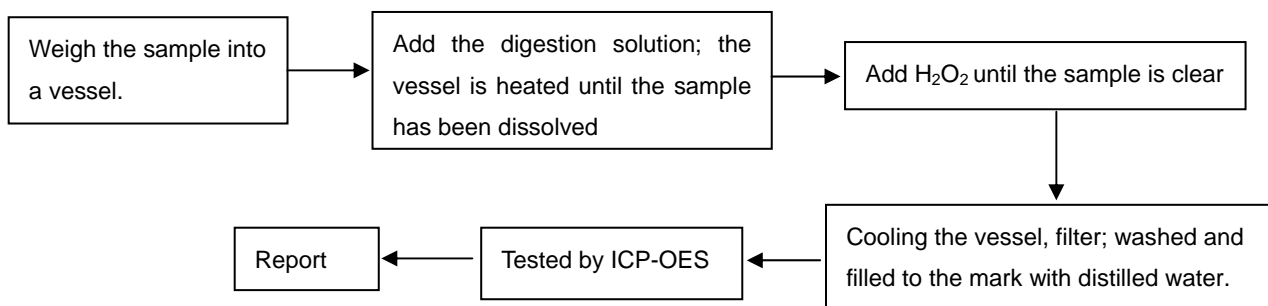 Weigh the sample into
a vessel.
Add the digestion solution; the
vessel is heated until the sample
has been dissolved
Add H₂O₂ until the sample is clear
Cooling the vessel, filter; washed and
filled to the mark with distilled water.
Tested by ICP-OES
Report